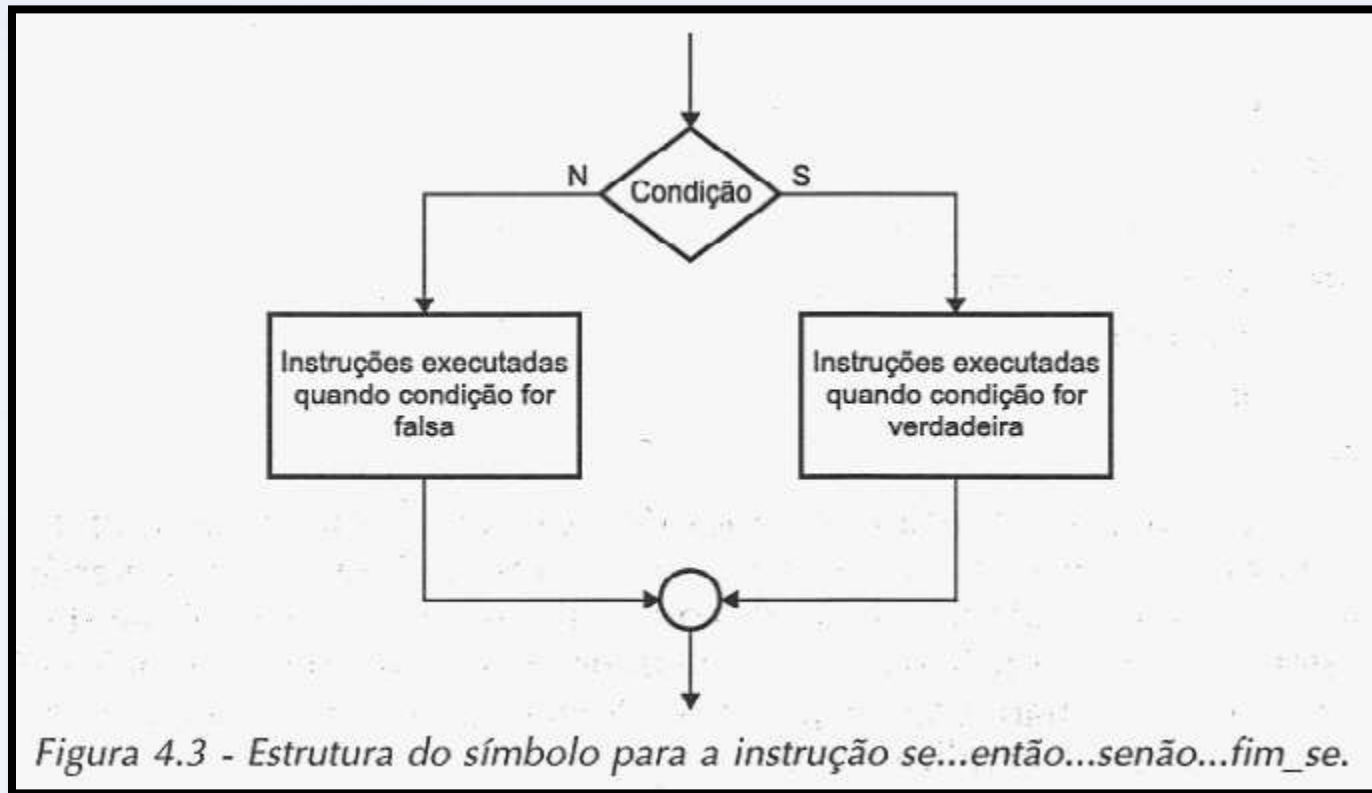 N
Condição
S
Instruções executadas
quando condição for
falsa
Instruções executadas
quando condição for
verdadeira
Figura 4.3 - Estrutura do símbolo para a instrução se...então...senão...fim_se.